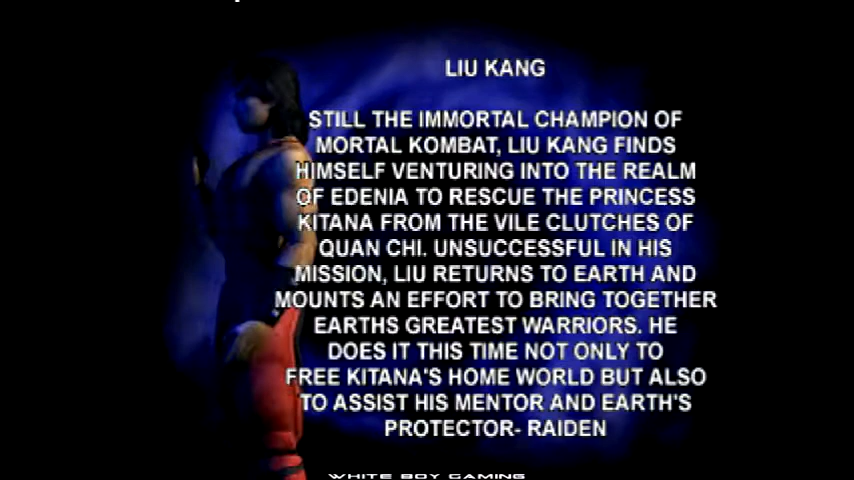 LIU KANG
STILL THE IMMORTAL CHAMPION OF
MORTAL KOMBAT, LIU KANG FINDS
HIMSELF VENTURING INTO THE REALM
OF EDENIA TO RESCUE THE PRINCESS
KITANA FROM THE VILE CLUTCHES OF
QUAN CHI. UNSUCCESSFUL IN HIS
MISSION, LIU RETURNS TO EARTH AND
MOUNTS AN EFFORT TO BRING TOGETHER
EARTHS GREATEST WARRIORS. HE
DOES IT THIS TIME NOT ONLY TO
FREE KITANA'S HOME WORLD BUT ALSO
TO ASSIST HIS MENTOR AND EARTH'S
PROTECTOR- RAIDEN
WHITE BOY GAMING